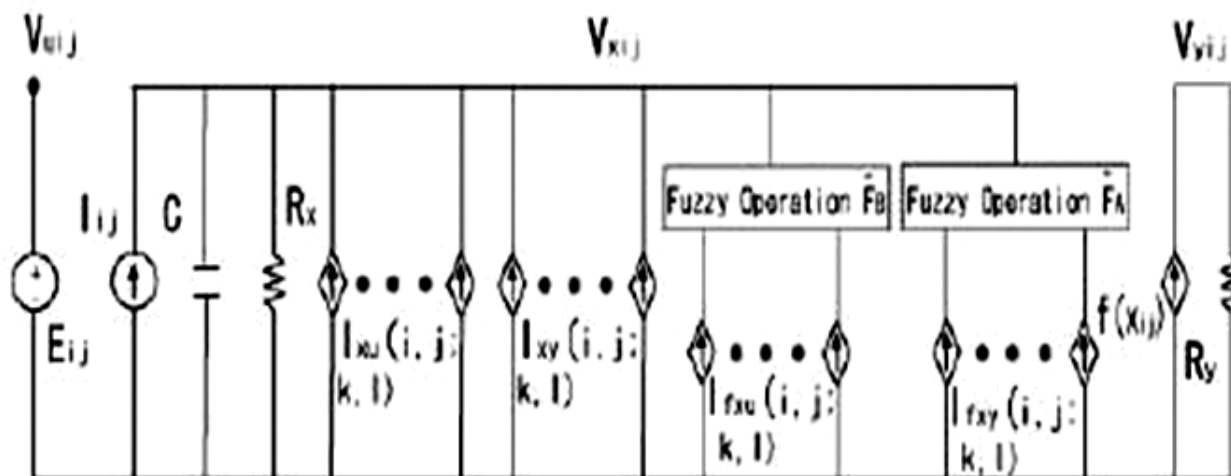 Vuij
Vxij
Vyij
Fuzzy Operation F̃B
Fuzzy Operation F̃A
Iij
C
Rx
Eij
Ixu(i, j:
k, l)
Ixy(i, j:
k, l)
Ifxu(i, j:
k, l)
Ifxy(i, j:
k, l)
f(Xij)
Ry